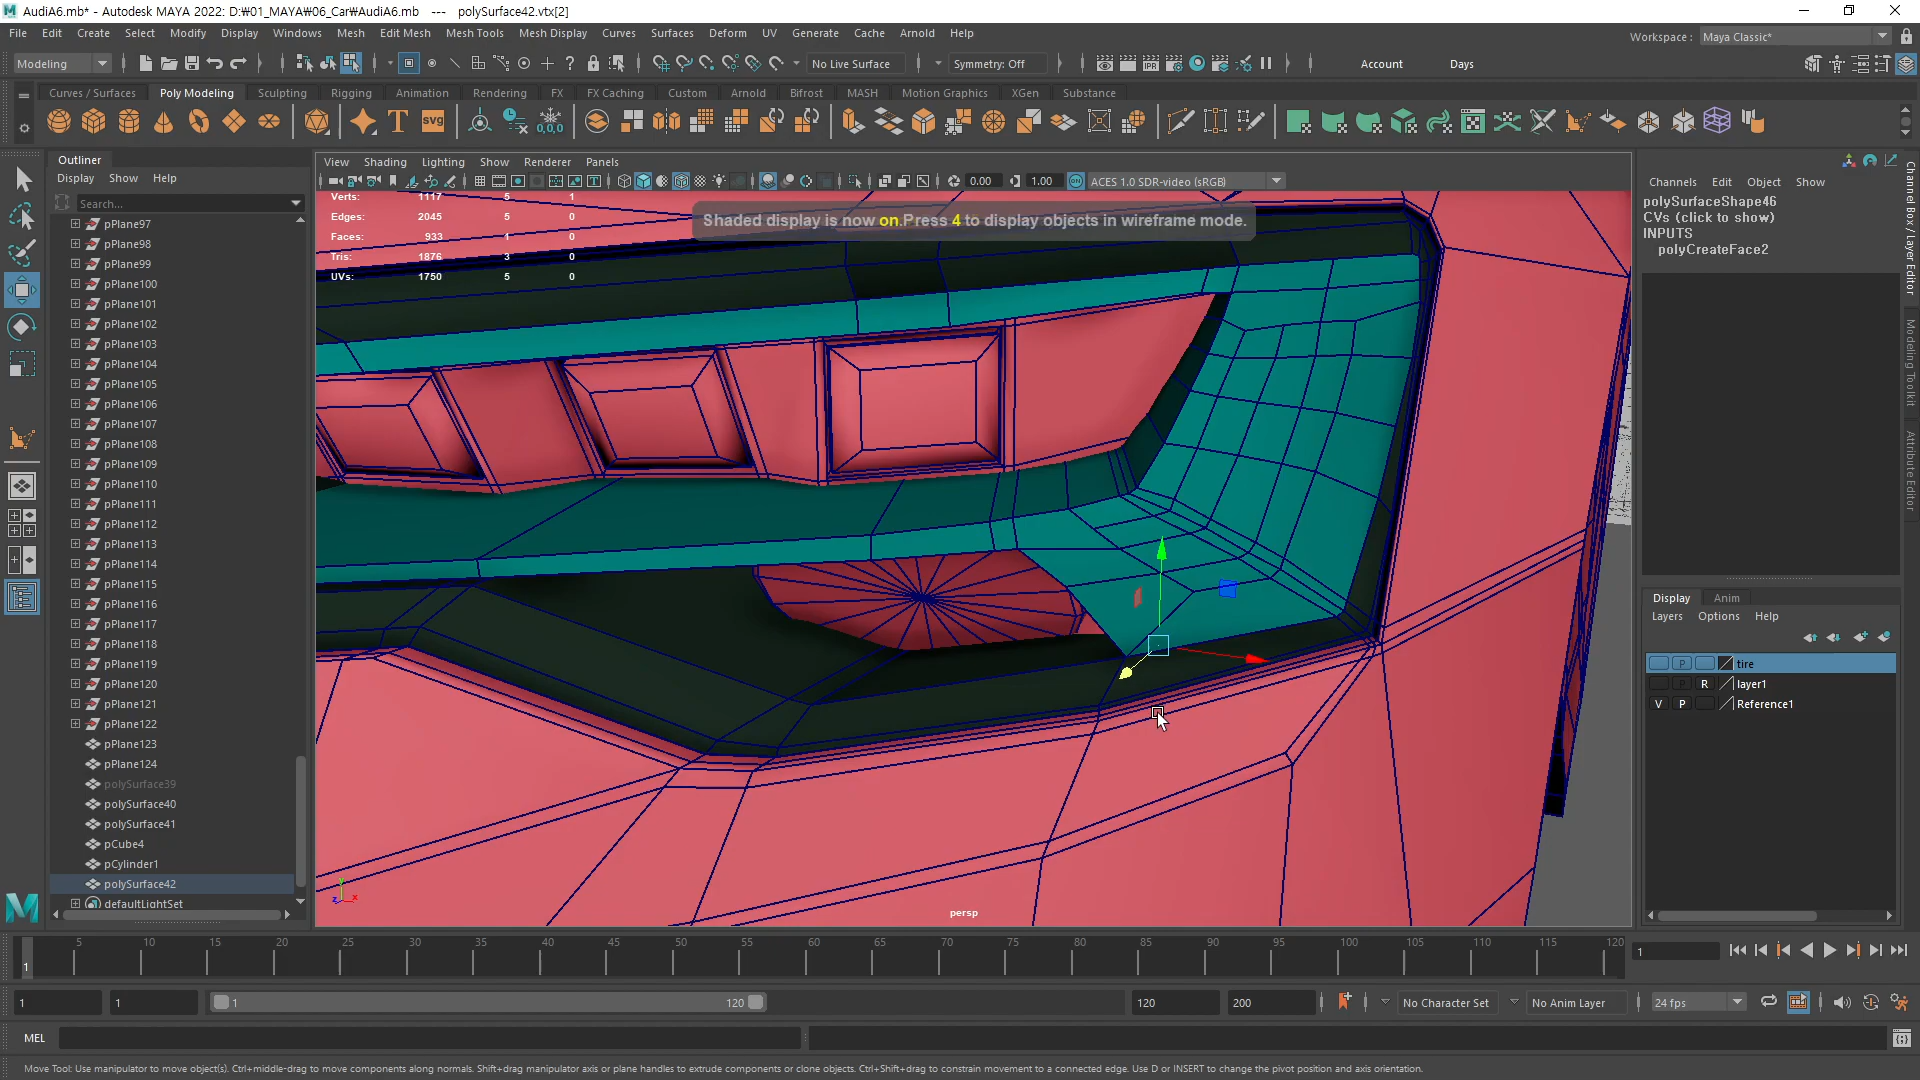 AudiA6.mb* - Autodesk MAYA 2022: D:₩01_MAYA₩06_Car₩AudiA6.mb   ---   polySurface42.vtx[2]
File Edit Create Select Modify Display Windows Mesh Edit Mesh Mesh Tools Mesh Display Curves Surfaces Deform UV Generate Cache Arnold Help
Workspace : Maya Classic*
Modeling No Live Surface Symmetry: Off Account Days
Curves / Surfaces Poly Modeling Sculpting Rigging Animation Rendering FX FX Caching Custom Arnold Bifrost MASH Motion Graphics XGen Substance
Outliner
Display Show Help
Search...
pPlane97
pPlane98
pPlane99
pPlane100
pPlane101
pPlane102
pPlane103
pPlane104
pPlane105
pPlane106
pPlane107
pPlane108
pPlane109
pPlane110
pPlane111
pPlane112
pPlane113
pPlane114
pPlane115
pPlane116
pPlane117
pPlane118
pPlane119
pPlane120
pPlane121
pPlane122
pPlane123
pPlane124
polySurface39
polySurface40
polySurface41
pCube4
pCylinder1
polySurface42
defaultLightSet
View Shading Lighting Show Renderer Panels
0.00 1.00 ACES 1.0 SDR-video (sRGB)
Verts: 1117 5 1
Edges: 2045 5 0
Faces: 933 1 0
Tris: 1876 3 0
UVs: 1750 5 0
Shaded display is now on.Press 4 to display objects in wireframe mode.
persp
Channels Edit Object Show
polySurfaceShape46
CVs (click to show)
INPUTS
polyCreateFace2
Channel Box / Layer Editor
Modeling Toolkit
Attribute Editor
Display Anim
Layers Options Help
P tire
P R layer1
V P Reference1
5 10 15 20 25 30 35 40 45 50 55 60 65 70 75 80 85 90 95 100 105 110 115 120
1
1
1 1 1 120 120 200 No Character Set No Anim Layer 24 fps
MEL
Move Tool: Use manipulator to move object(s). Ctrl+middle-drag to move components along normals. Shift+drag manipulator axis or plane handles to extrude components or clone objects. Ctrl+Shift+drag to constrain movement to a connected edge. Use D or INSERT to change the pivot position and axis orientation.